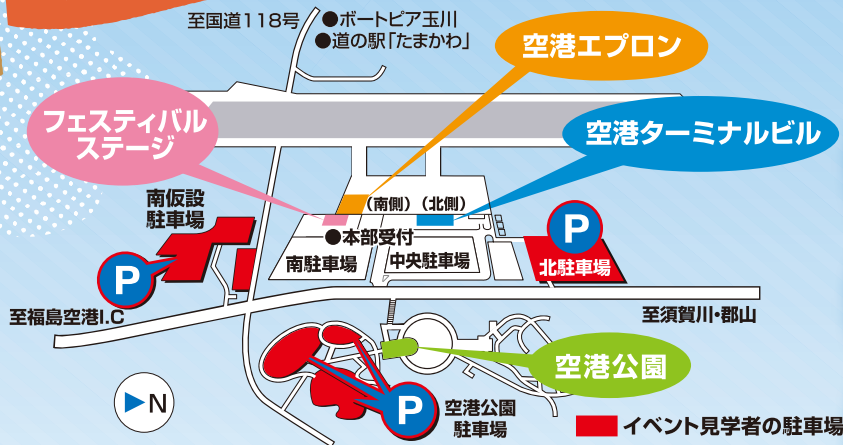 至国道118号
●ボートピア玉川
●道の駅「たまかわ」
空港エプロン
フェスティバル
ステージ
空港ターミナルビル
南仮設
駐車場
(南側)
(北側)
●本部受付
P
P
南駐車場
中央駐車場
北駐車場
至福島空港I.C
至須賀川・郡山
空港公園
N
P
空港公園
駐車場
イベント見学者の駐車場